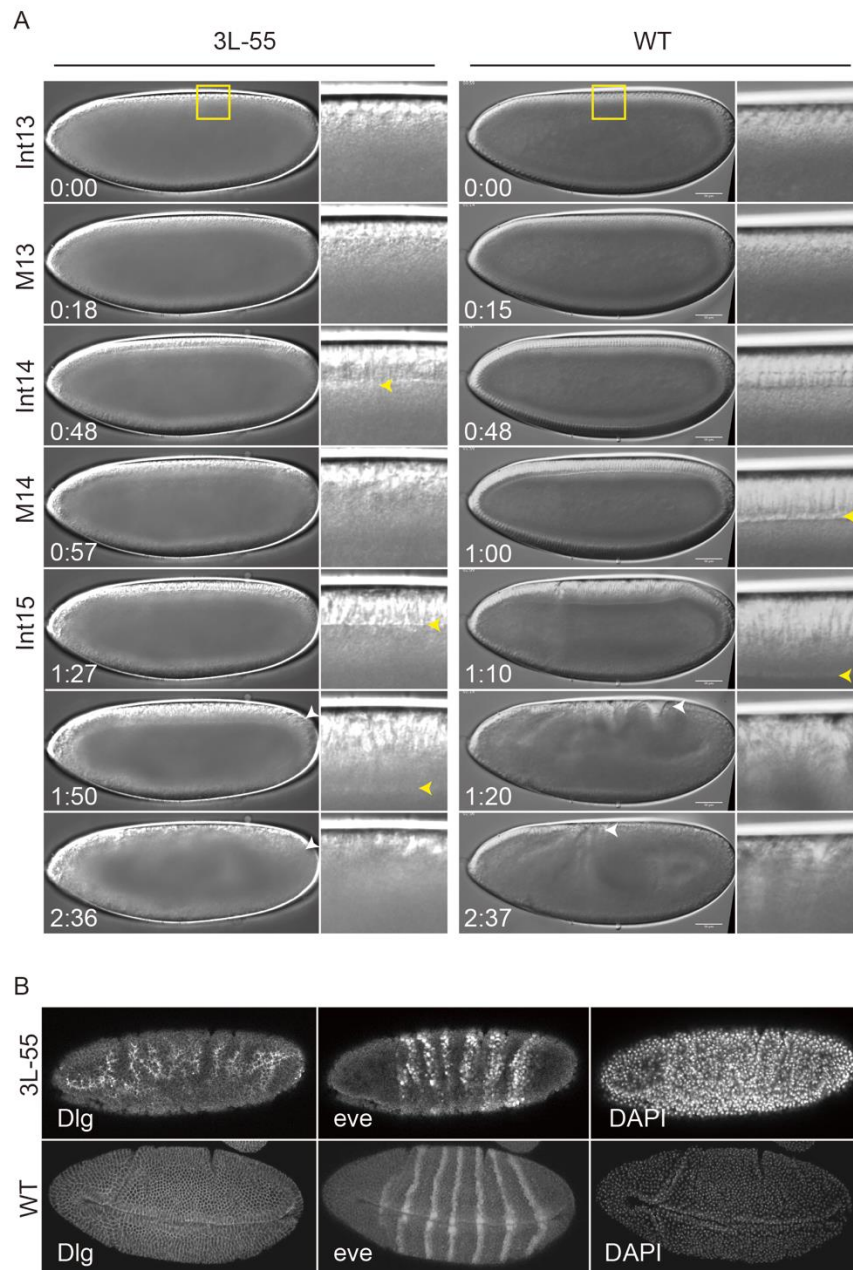 A
3L-55
WT
Int13
0:00
0:00
M13
0:18
0:15
Int14
0:48
0:48
M14
0:57
1:00
Int15
1:27
1:10
1:50
1:20
2:36
2:37
B
3L-55
Dlg
eve
DAPI
WT
Dlg
eve
DAPI